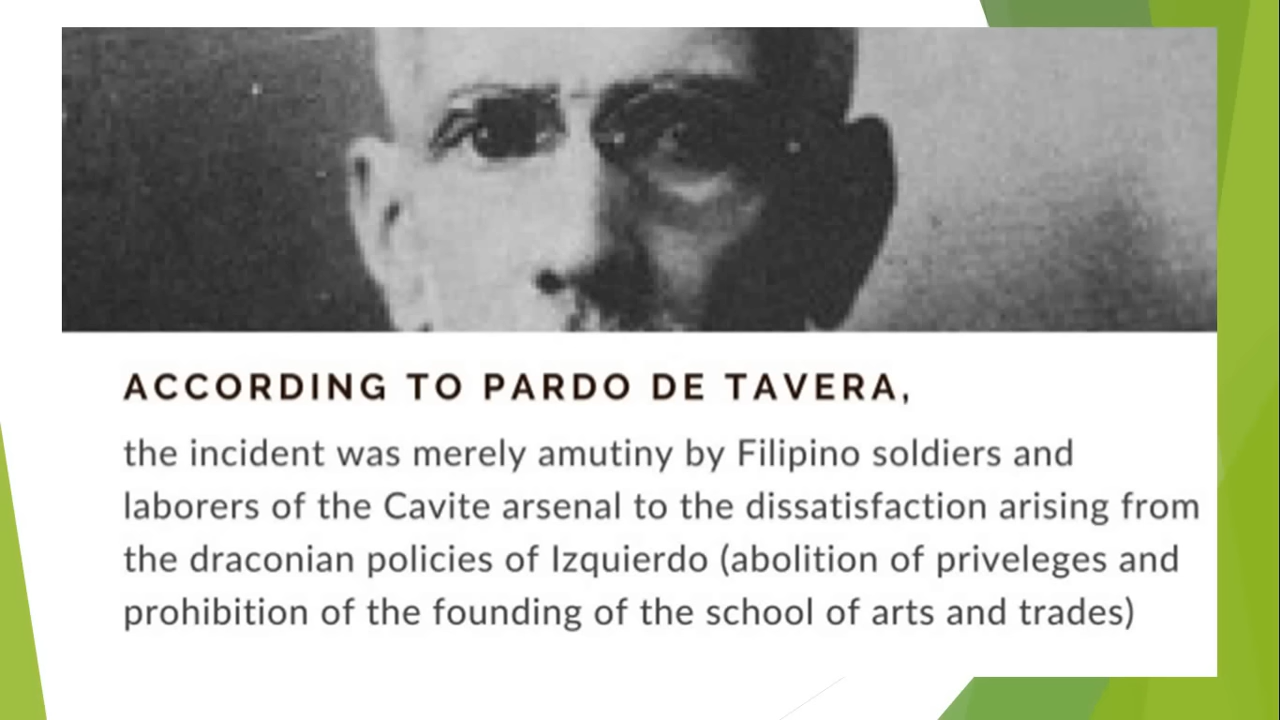 ACCORDING TO PARDO DE TAVERA,
the incident was merely amutiny by Filipino soldiers and
laborers of the Cavite arsenal to the dissatisfaction arising from
the draconian policies of Izquierdo (abolition of priveleges and
prohibition of the founding of the school of arts and trades)